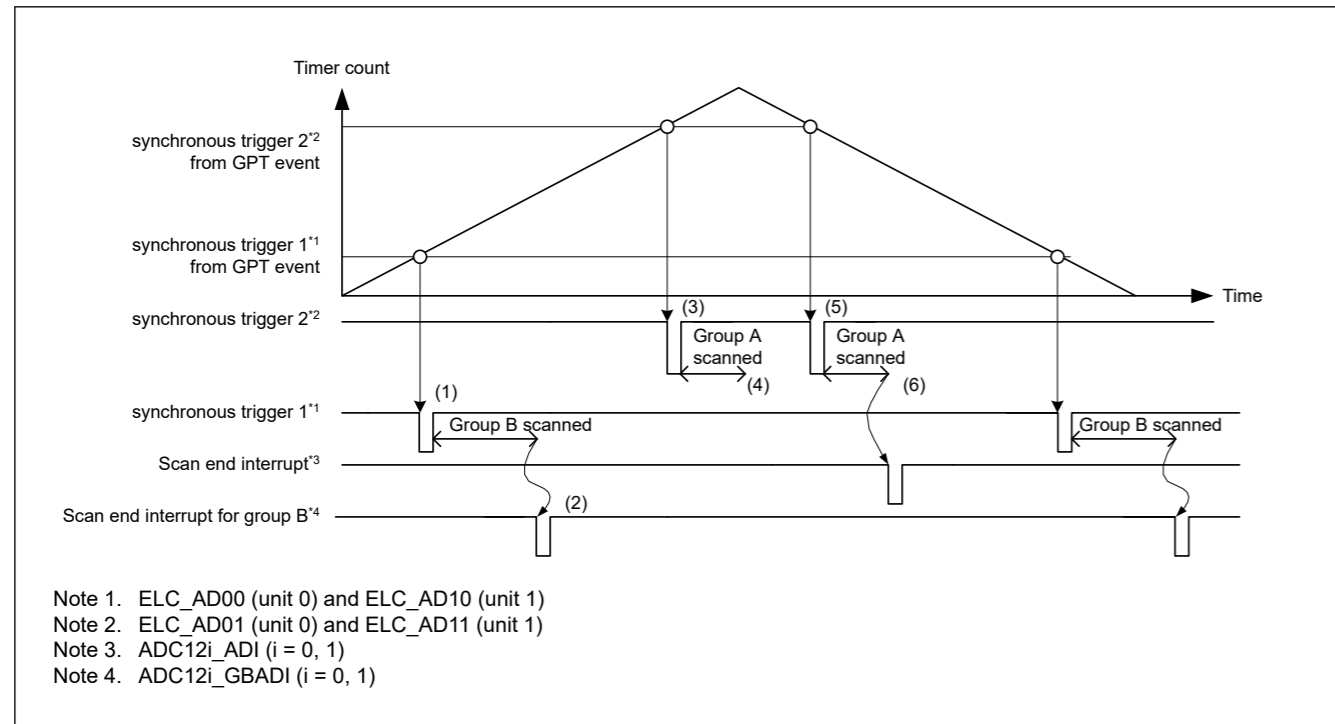 Timer count
synchronous trigger 2*2
from GPT event
synchronous trigger 1*1
from GPT event
Time
synchronous trigger 2*2
(3)
(5)
Group A
scanned
Group A
scanned
(4)
(6)
synchronous trigger 1*1
(1)
Group B scanned
Group B scanned
Scan end interrupt*3
Scan end interrupt for group B*4
(2)
Note 1. ELC_AD00 (unit 0) and ELC_AD10 (unit 1)
Note 2. ELC_AD01 (unit 0) and ELC_AD11 (unit 1)
Note 3. ADC12i_ADI (i = 0, 1)
Note 4. ADC12i_GBADI (i = 0, 1)